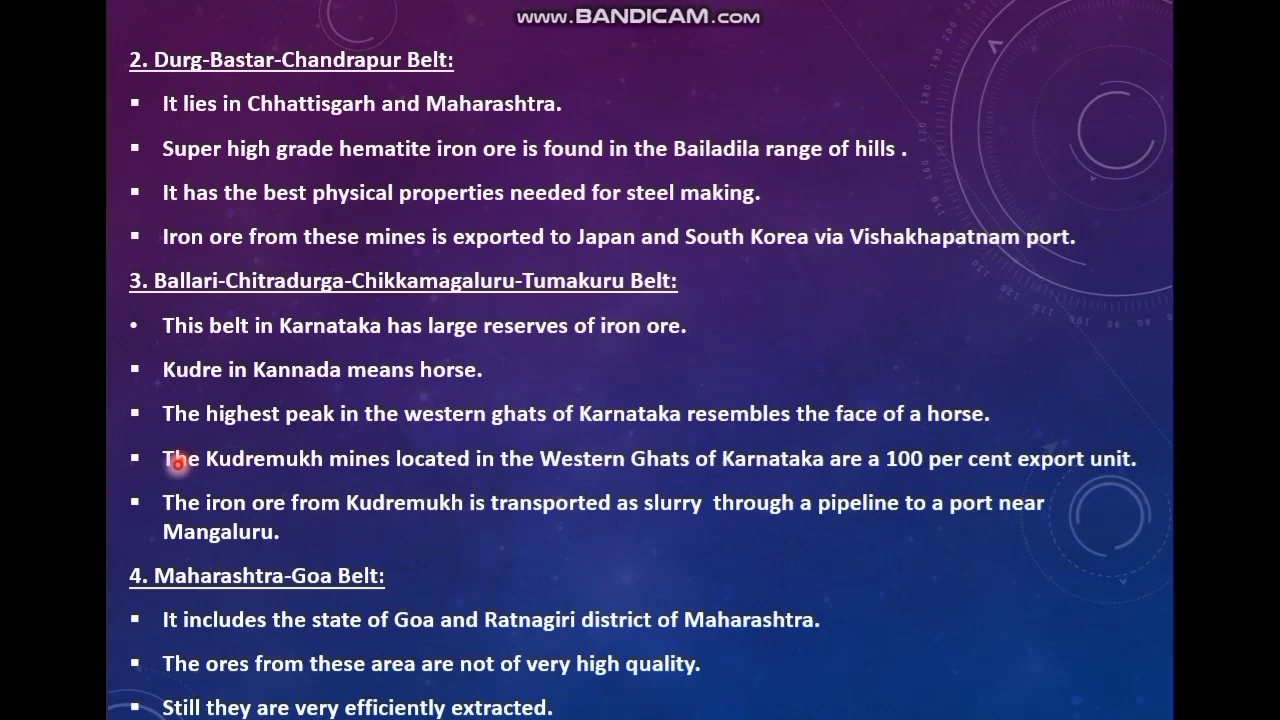 www.BANDICAM.com
2. Durg-Bastar-Chandrapur Belt:
▪ It lies in Chhattisgarh and Maharashtra.
▪ Super high grade hematite iron ore is found in the Bailadila range of hills .
▪ It has the best physical properties needed for steel making.
▪ Iron ore from these mines is exported to Japan and South Korea via Vishakhapatnam port.
3. Ballari-Chitradurga-Chikkamagaluru-Tumakuru Belt:
• This belt in Karnataka has large reserves of iron ore.
▪ Kudre in Kannada means horse.
▪ The highest peak in the western ghats of Karnataka resembles the face of a horse.
▪ The Kudremukh mines located in the Western Ghats of Karnataka are a 100 per cent export unit.
▪ The iron ore from Kudremukh is transported as slurry through a pipeline to a port near
Mangaluru.
4. Maharashtra-Goa Belt:
▪ It includes the state of Goa and Ratnagiri district of Maharashtra.
▪ The ores from these area are not of very high quality.
▪ Still they are very efficiently extracted.